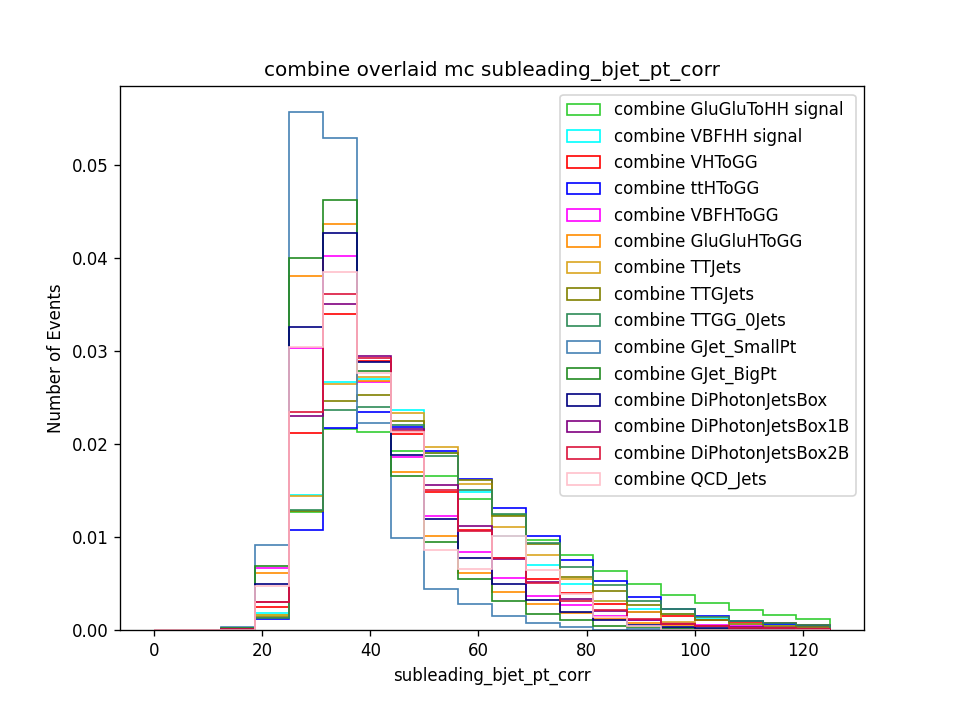 combine overlaid mc subleading_bjet_pt_corr
Number of Events
0.05
0.04
0.03
0.02
0.01
0.00
0
20
40
60
80
100
120
subleading_bjet_pt_corr
combine GluGluToHH signal
combine VBFHH signal
combine VHToGG
combine ttHToGG
combine VBFHToGG
combine GluGluHToGG
combine TTJets
combine TTGJets
combine TTGG_0Jets
combine GJet_SmallPt
combine GJet_BigPt
combine DiPhotonJetsBox
combine DiPhotonJetsBox1B
combine DiPhotonJetsBox2B
combine QCD_Jets